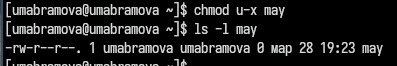 [umabramova@umabramova ~]$ chmod u-x may
[umabramova@umabramova ~]$ ls -l may
-rw-r--r--. 1 umabramova umabramova 0 мар 28 19:23 may
[umabramova@umabramova ~]$